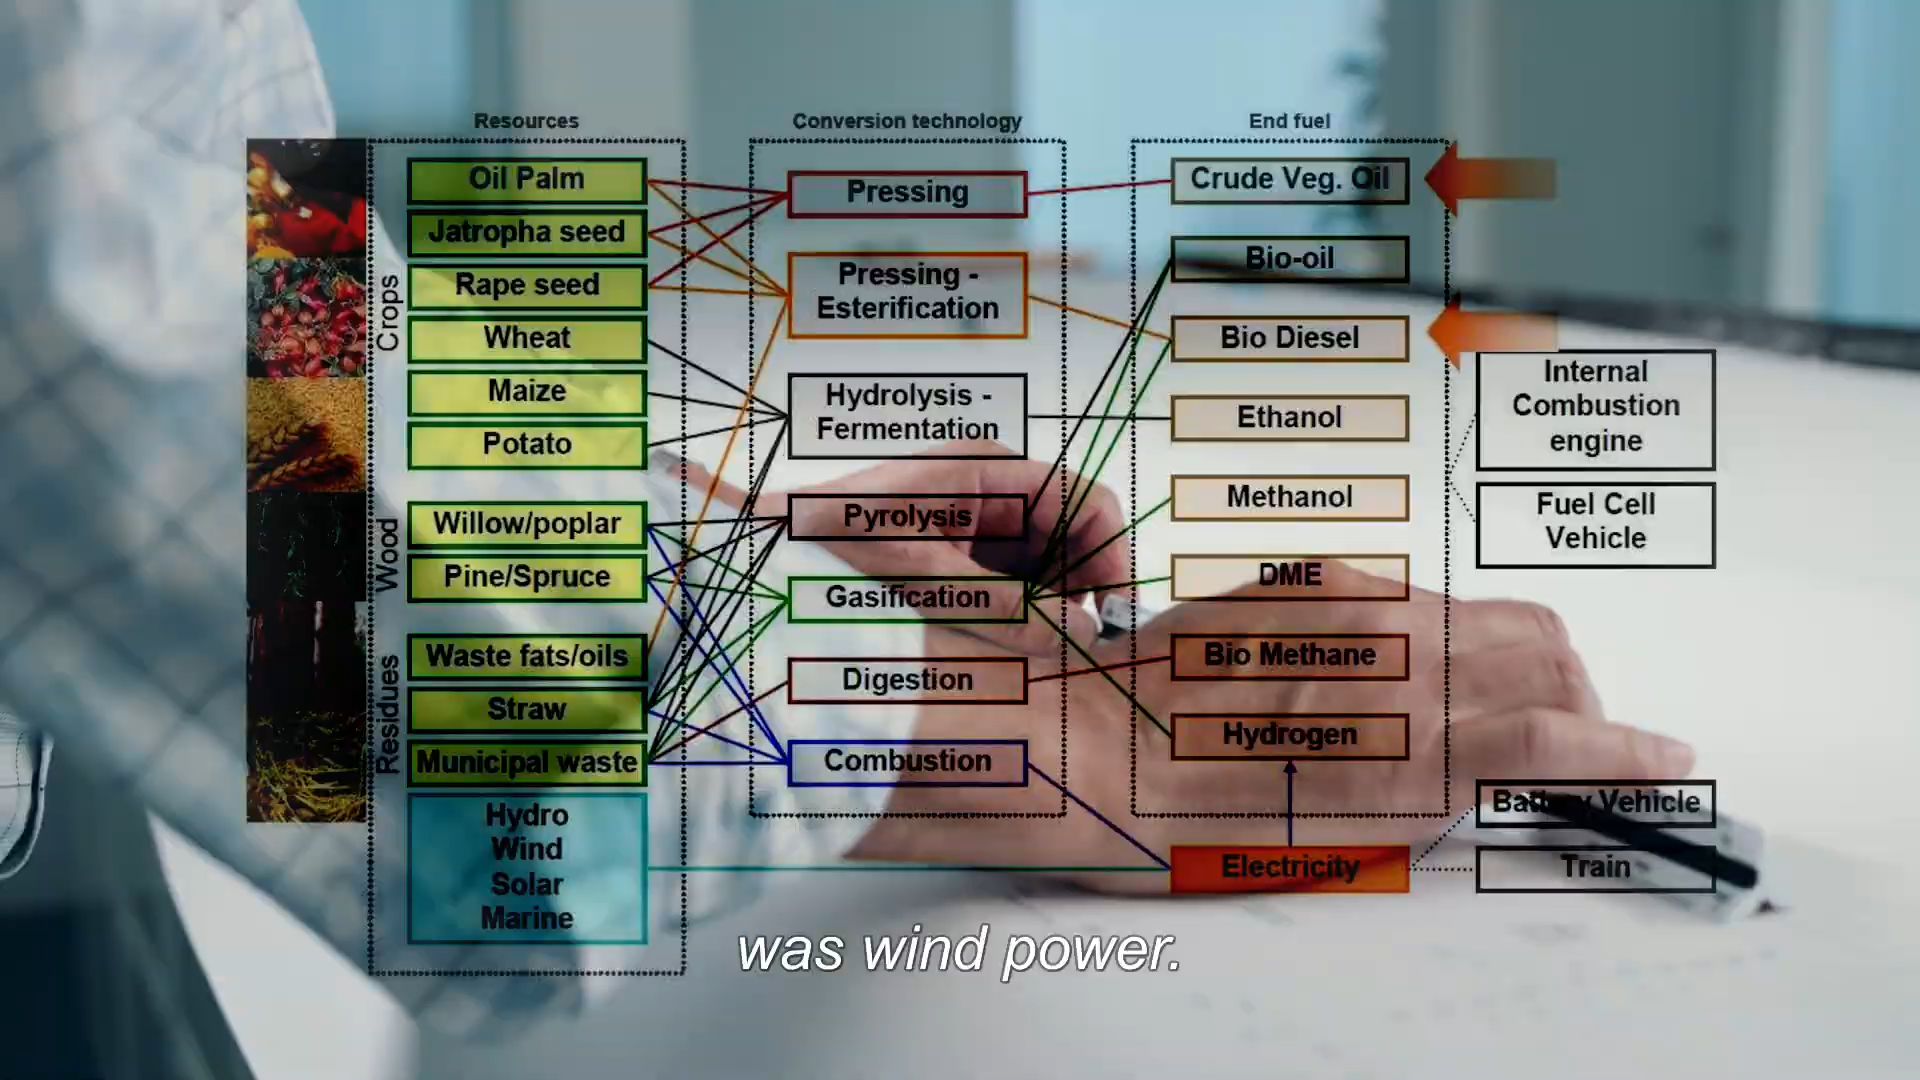 Resources
Conversion technology
End fuel
Crops
Oil Palm
Jatropha seed
Rape seed
Wheat
Maize
Potato
Wood
Willow/poplar
Pine/Spruce
Residues
Waste fats/oils
Straw
Municipal waste
Hydro
Wind
Solar
Marine
Pressing
Pressing -
Esterification
Hydrolysis -
Fermentation
Pyrolysis
Gasification
Digestion
Combustion
Crude Veg. Oil
Bio-oil
Bio Diesel
Ethanol
Methanol
DME
Bio Methane
Hydrogen
Electricity
Internal
Combustion
engine
Fuel Cell
Vehicle
Battery Vehicle
Train
was wind power.